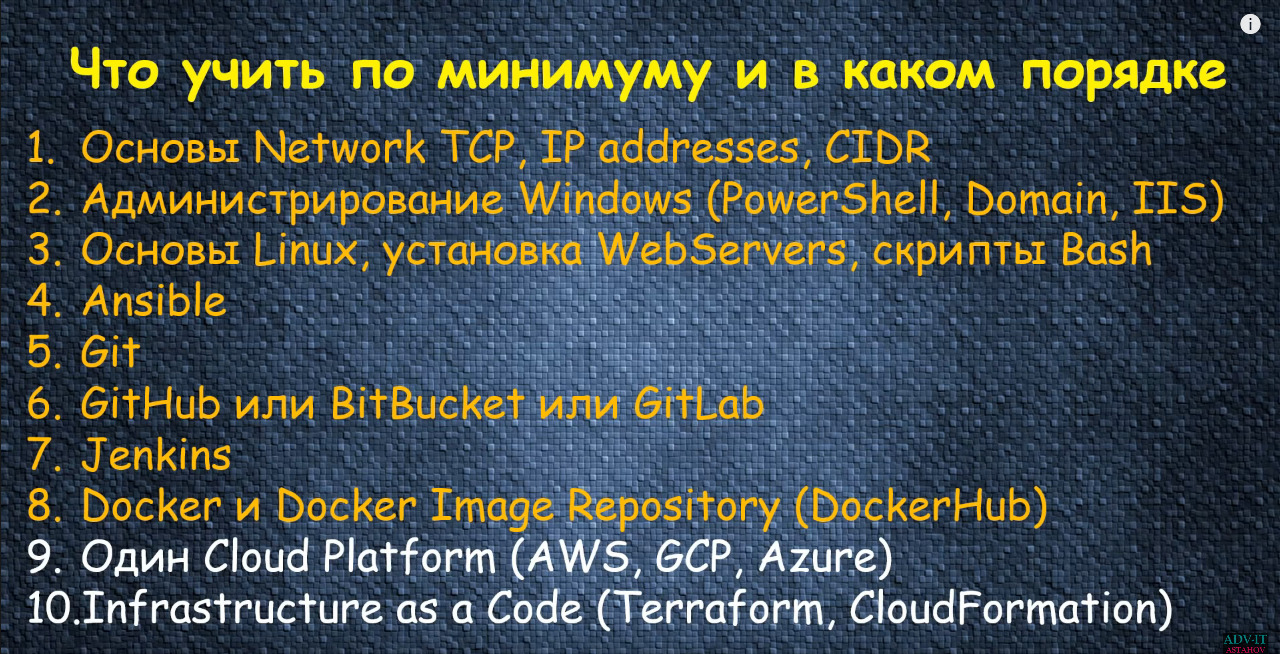 Что учить по минимуму и в каком порядке
1. Основы Network TCP, IP addresses, CIDR
2. Администрирование Windows (PowerShell, Domain, IIS)
3. Основы Linux, установка WebServers, скрипты Bash
4. Ansible
5. Git
6. GitHub или BitBucket или GitLab
7. Jenkins
8. Docker и Docker Image Repository (DockerHub)
9. Один Cloud Platform (AWS, GCP, Azure)
10.Infrastructure as a Code (Terraform, CloudFormation)
ADV-IT
ASTAHOV